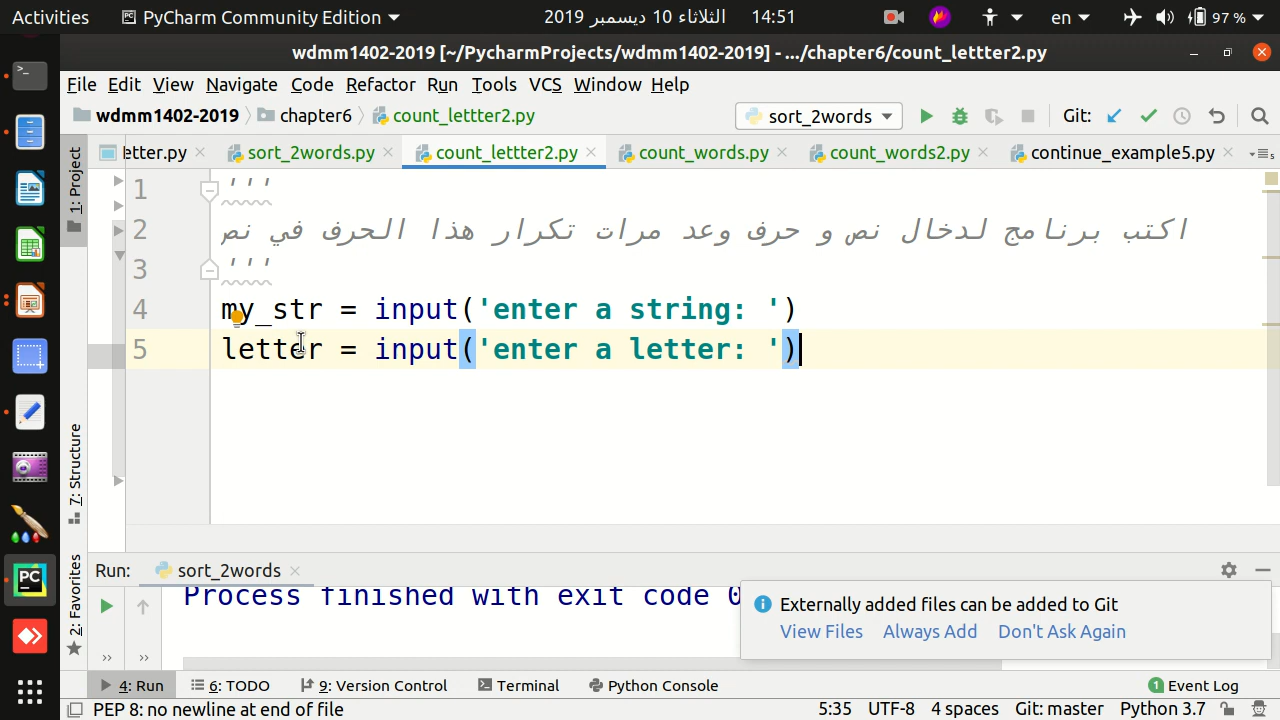 Activities PyCharm Community Edition الثلاثاء 10 ديسمبر 2019 14:51 en 97 %
wdmm1402-2019 [~/PycharmProjects/wdmm1402-2019] - .../chapter6/count_lettter2.py
File Edit View Navigate Code Refactor Run Tools VCS Window Help
wdmm1402-2019 chapter6 count_lettter2.py sort_2words Git:
etter.py sort_2words.py count_lettter2.py count_words.py count_words2.py continue_example5.py
1: Project
7: Structure
2: Favorites
1 '''
2 اكتب برنامج لدخال نص و حرف وعد مرات تكرار هذا الحرف في نص
3 '''
4 my_str = input('enter a string: ')
5 letter = input('enter a letter: ')
Run: sort_2words
Process finished with exit code 0
Externally added files can be added to Git
View Files Always Add Don't Ask Again
4: Run 6: TODO 9: Version Control Terminal Python Console 1 Event Log
PEP 8: no newline at end of file 5:35 UTF-8 4 spaces Git: master Python 3.7